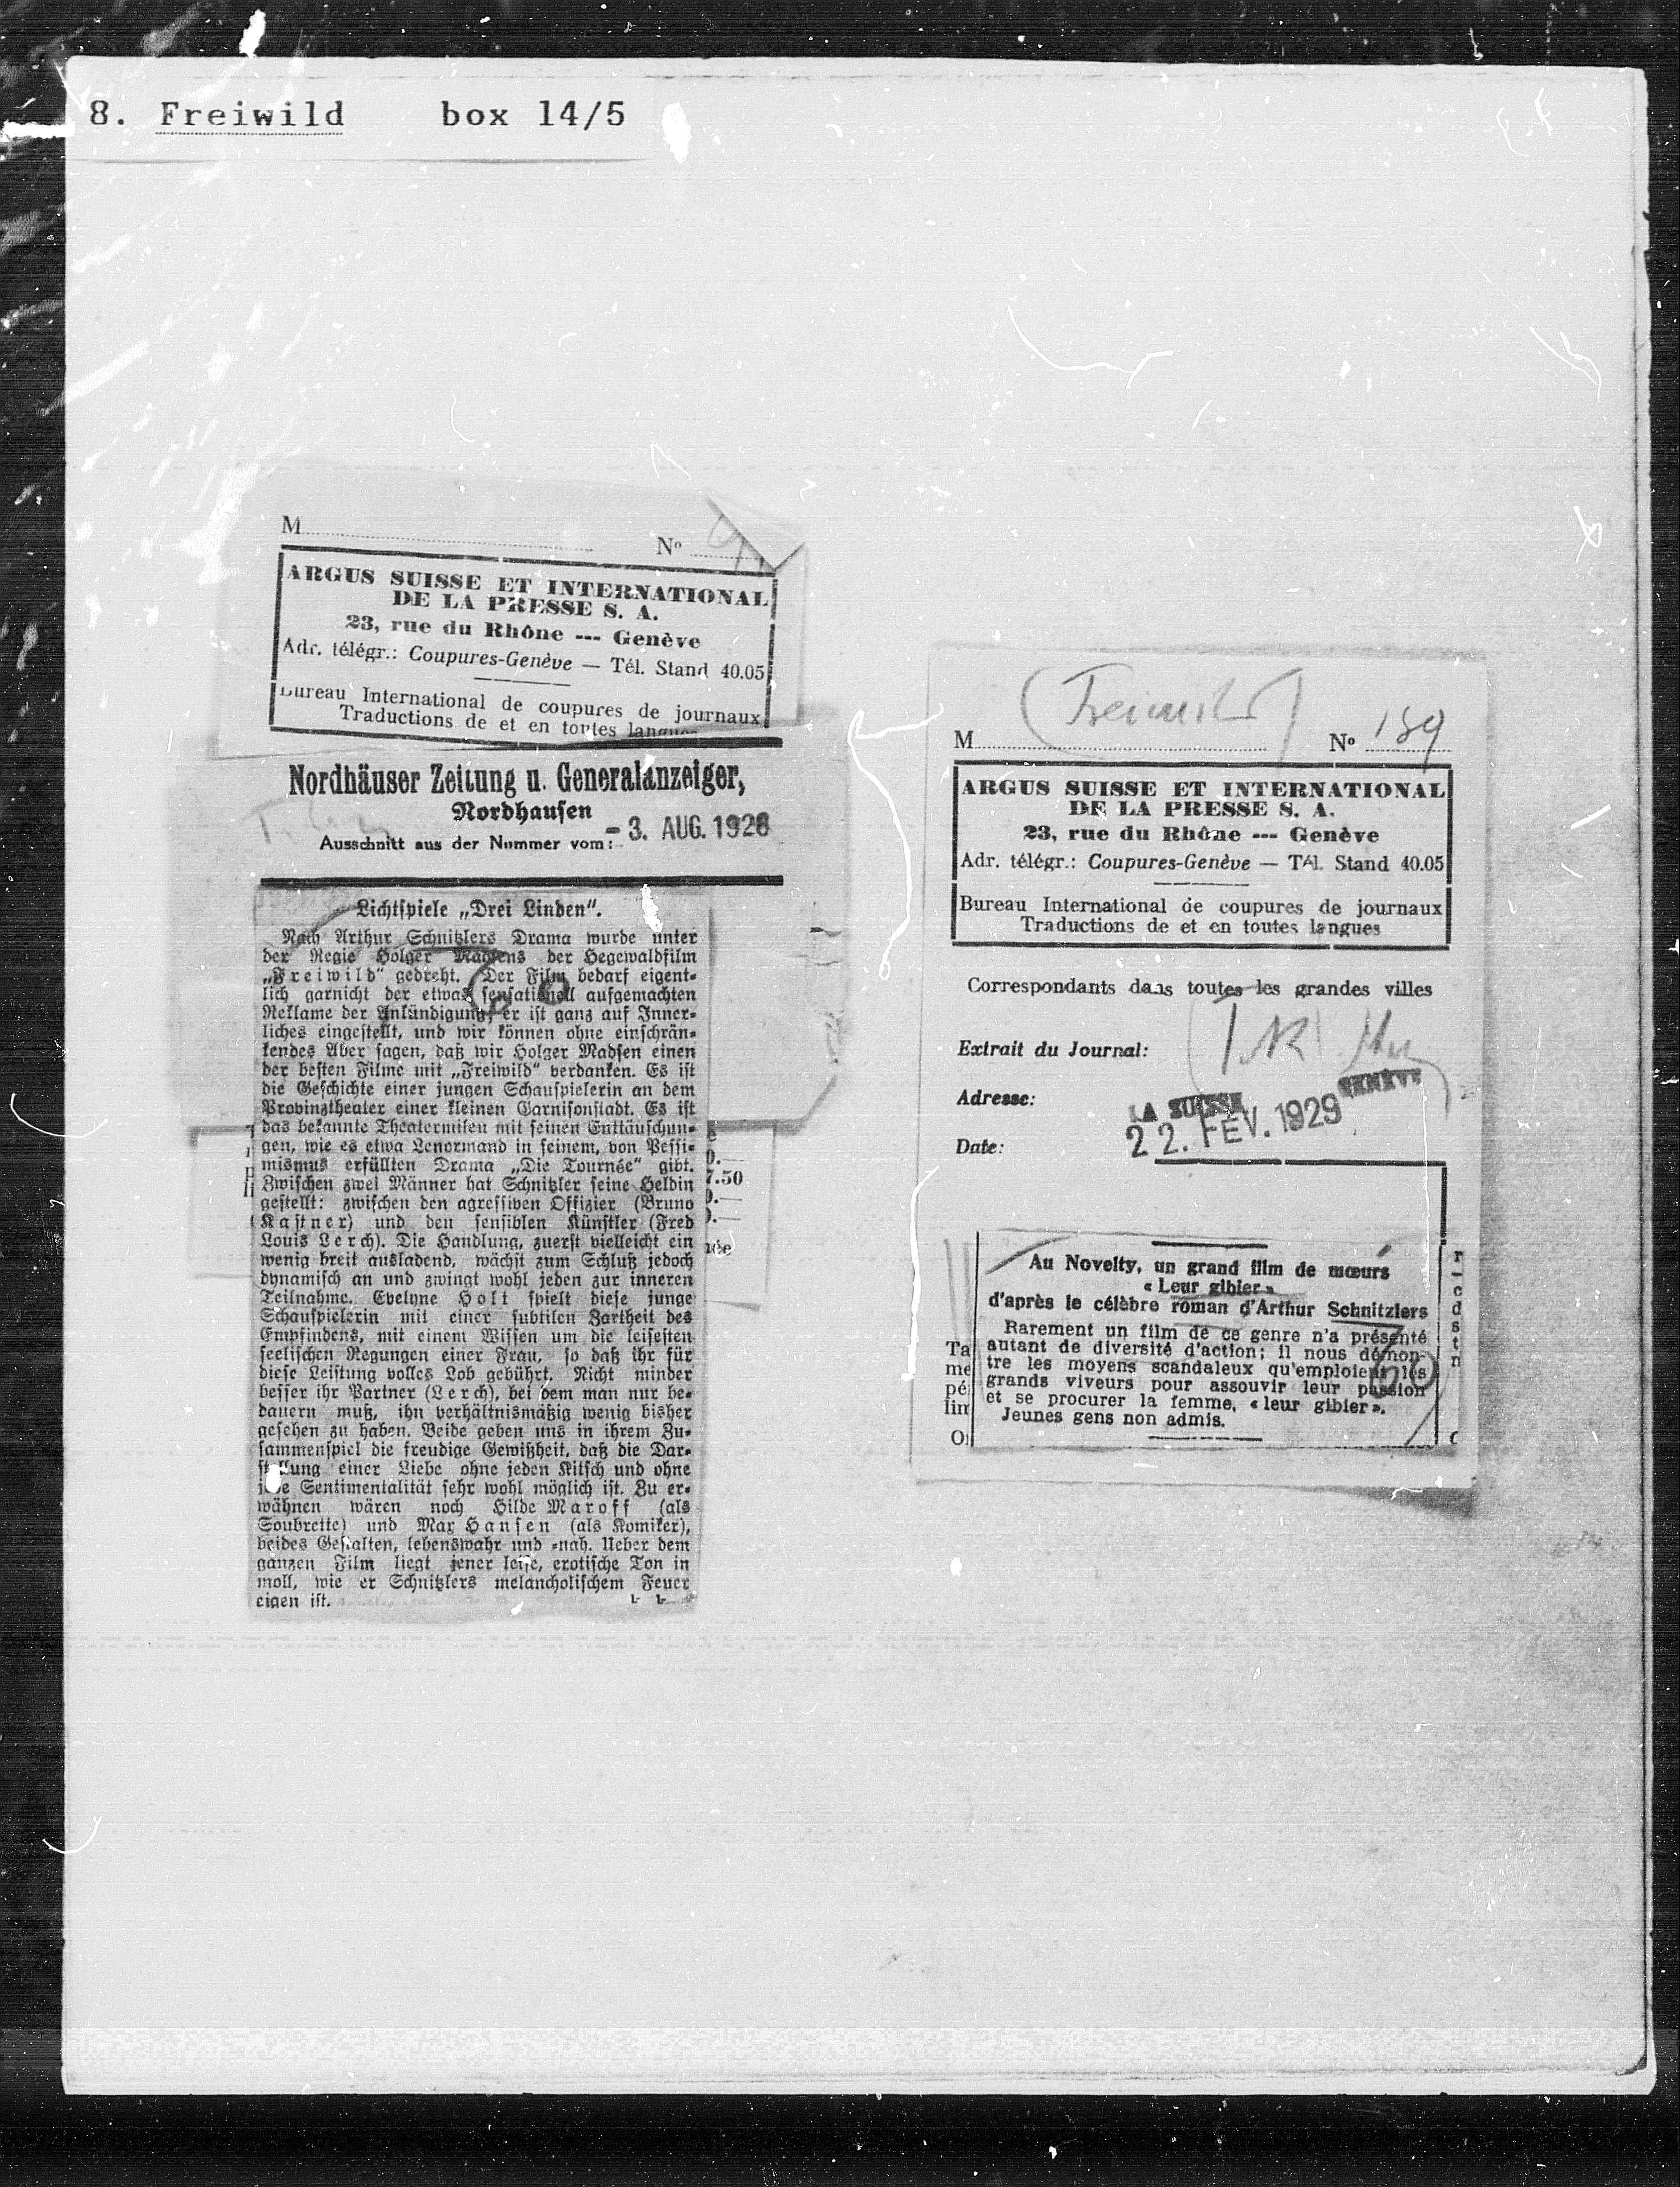 8. Freiwild box 14/5
M
No
ARGUS SUISSE ET INTERNATIONAL
DE LA PRESSE S. A.
23, rue du Rhône --- Genève
Adr. télégr.: Coupures-Genève — Tél. Stand 40.05
Bureau International de coupures de journaux
Traductions de et en toutes langues
Nordhäuser Zeitung u. Generalanzeiger,
Nordhausen
Ausschnitt aus der Nummer vom: - 3. AUG. 1928
Lichtspiele „Drei Linden“.
Nach Arthur Schnitzlers Drama wurde unter
der Regie Holger Madsens der Hegewaldfilm
„Freiwild“ gedreht. Der Film bedarf eigent-
lich garnicht der etwas sensationell aufgemachten
Reklame der Ankündigung, er ist ganz auf Inner-
liches eingestellt, und wir können ohne einschrän-
kendes Aber sagen, daß wir Holger Madsen einen
der besten Filme mit „Freiwild“ verdanken. Es ist
die Geschichte einer jungen Schauspielerin an dem
Provinztheater einer kleinen Garnisonstadt. Es ist
das bekannte Theatermilieu mit seinen Enttäuschun-
gen, wie es etwa Lenormand in seinem, von Pessi-
mismus erfüllten Drama „Die Tournée“ gibt.
Zwischen zwei Männer hat Schnitzler seine Heldin
gestellt: zwischen den agressiven Offizier (Bruno
Kastner) und den sensiblen Künstler (Fred
Louis Lerch). Die Handlung, zuerst vielleicht ein
wenig breit ausladend, wächst zum Schluß jedoch
dynamisch an und zwingt wohl jeden zur inneren
Teilnahme. Evelyne Holt spielt diese junge
Schauspielerin mit einer subtilen Zartheit des
Empfindens, mit einem Wissen um die leisesten
seelischen Regungen einer Frau, so daß ihr für
diese Leistung volles Lob gebührt. Nicht minder
besser ihr Partner (Lerch), bei dem man nur be-
dauern muß, ihn verhältnismäßig wenig bisher
gesehen zu haben. Beide geben uns in ihrem Zu-
sammenspiel die freudige Gewißheit, daß die Dar-
stellung einer Liebe ohne jeden Kitsch und ohne
jede Sentimentalität sehr wohl möglich ist. Zu er-
wähnen wären noch Hilde Maroff (als
Soubrette) und Max Hansen (als Komiker),
beides Gestalten, lebenswahr und -nah. Ueber dem
ganzen Film liegt jener leise, erotische Ton in
moll, wie er Schnitzlers melancholischem Feuer
eigen ist.
7.50
(Freiwild)
M No 189
ARGUS SUISSE ET INTERNATIONAL
DE LA PRESSE S. A.
23, rue du Rhône --- Genève
Adr. télégr.: Coupures-Genève — Tél. Stand 40.05
Bureau International de coupures de journaux
Traductions de et en toutes langues
Correspondants dans toutes les grandes villes
Extrait du Journal:
Adresse: LA SUISSE GENÈVE
Date: 22. FÉV. 1929
Au Novelty, un grand film de mœurs
« Leur gibier »
d'après le célèbre roman d'Arthur Schnitzlers
Rarement un film de ce genre n'a présenté
autant de diversité d'action; il nous démon-
tre les moyens scandaleux qu'emploient les
grands viveurs pour assouvir leur passion
et se procurer la femme, « leur gibier ».
Jeunes gens non admis.
Ta
me
pé
lin